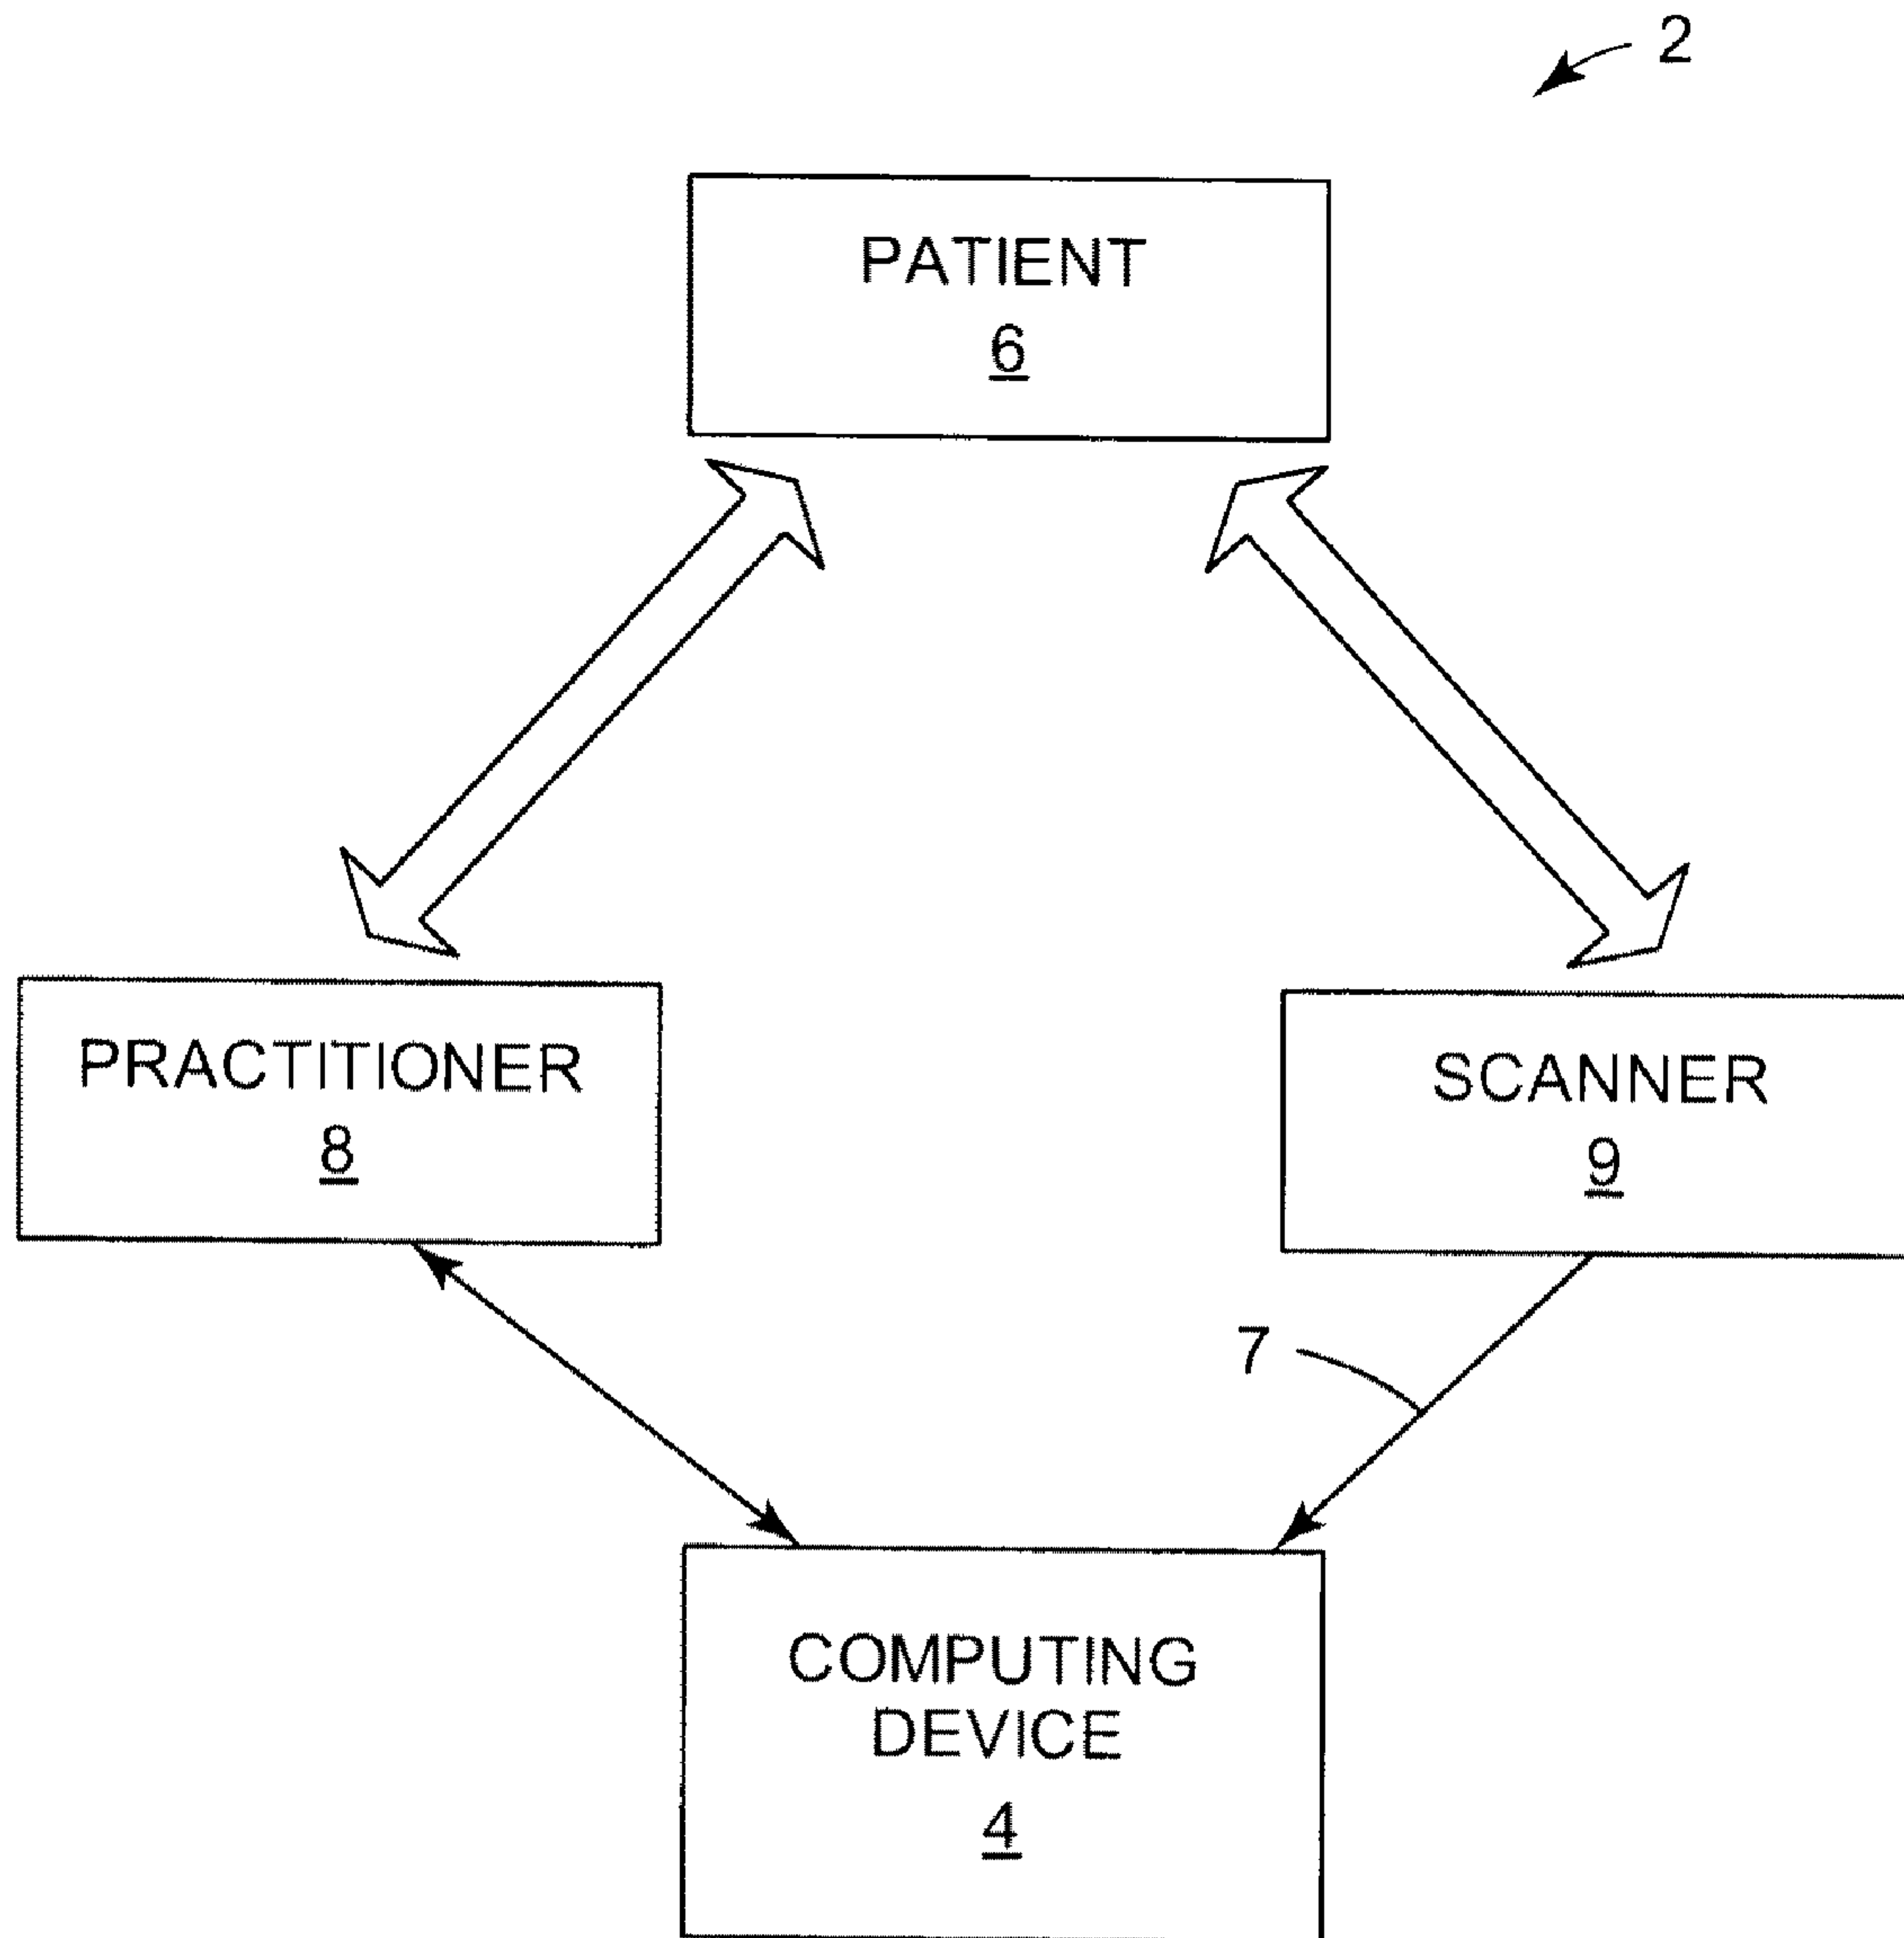 2
PATIENT
6
PRACTITIONER
8
SCANNER
9
7
COMPUTING
DEVICE
4